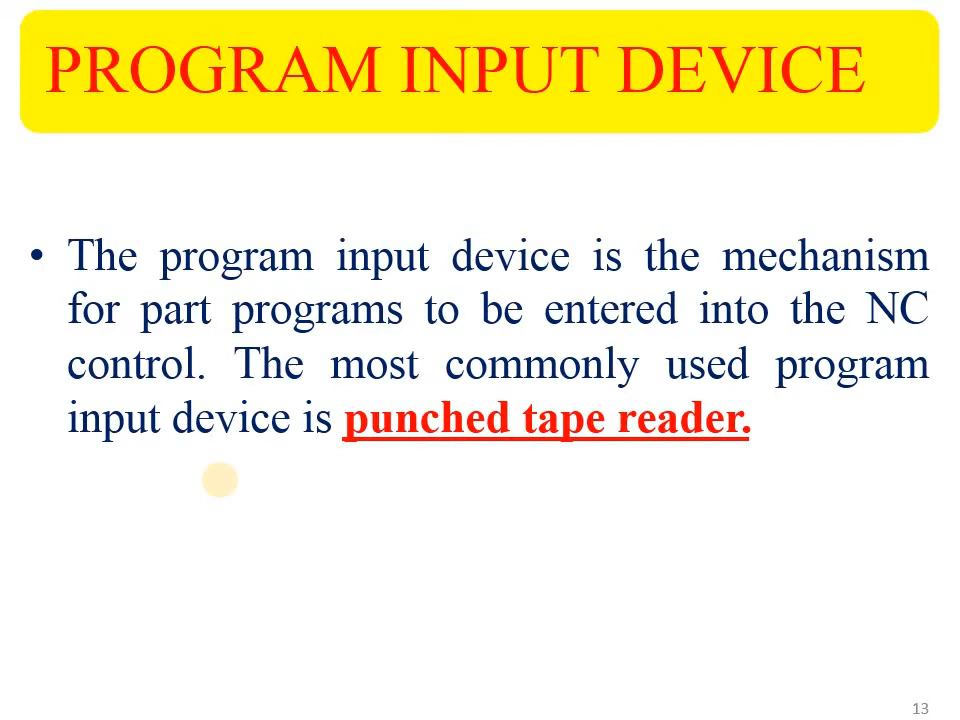 PROGRAM INPUT DEVICE
• The program input device is the mechanism
for part programs to be entered into the NC
control. The most commonly used program
input device is punched tape reader.
13